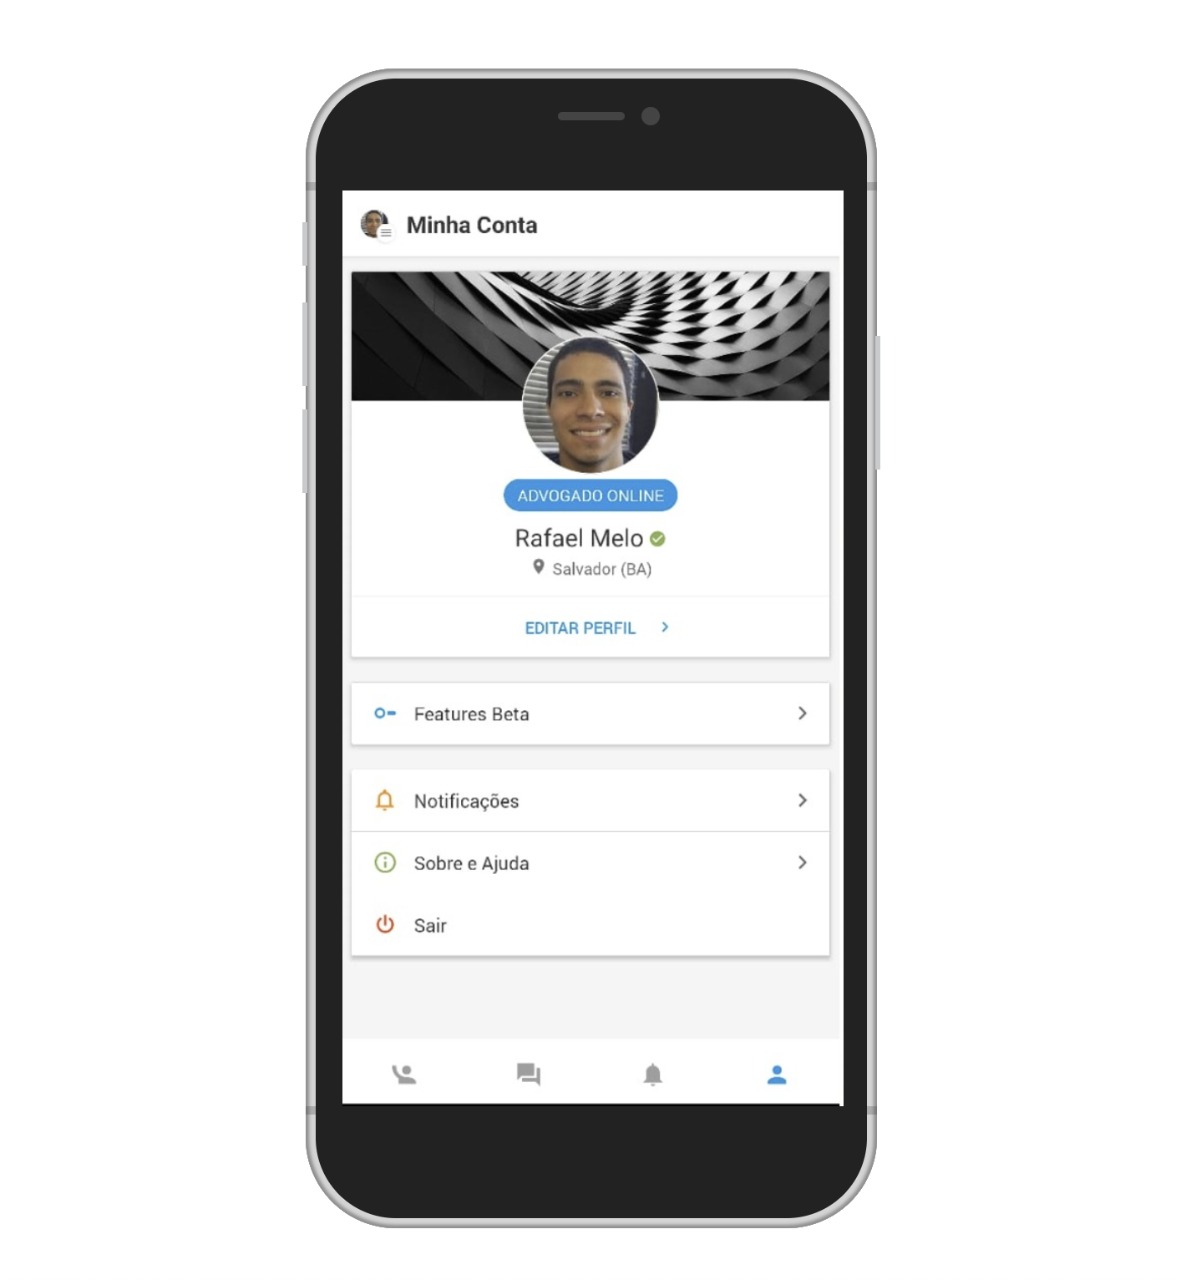 Minha Conta
ADVOGADO ONLINE
Rafael Melo
Salvador (BA)
EDITAR PERFIL
Features Beta
Notificações
Sobre e Ajuda
Sair